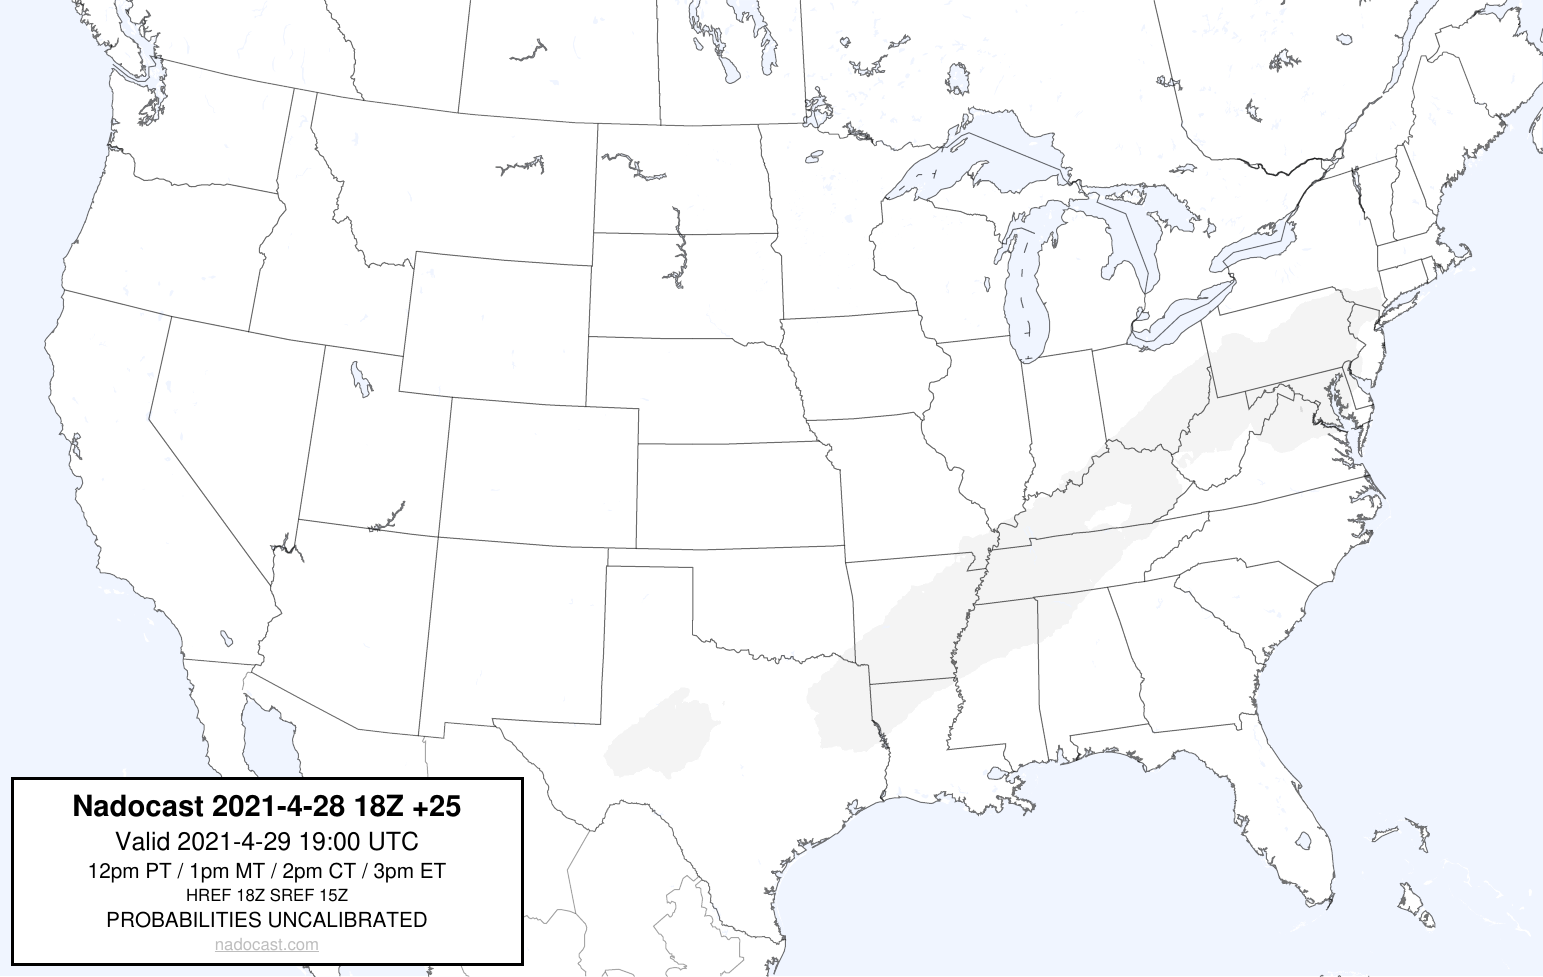 Nadocast 2021-4-28 18Z +25
Valid 2021-4-29 19:00 UTC
12pm PT / 1pm MT / 2pm CT / 3pm ET
HREF 18Z SREF 15Z
PROBABILITIES UNCALIBRATED
nadocast.com